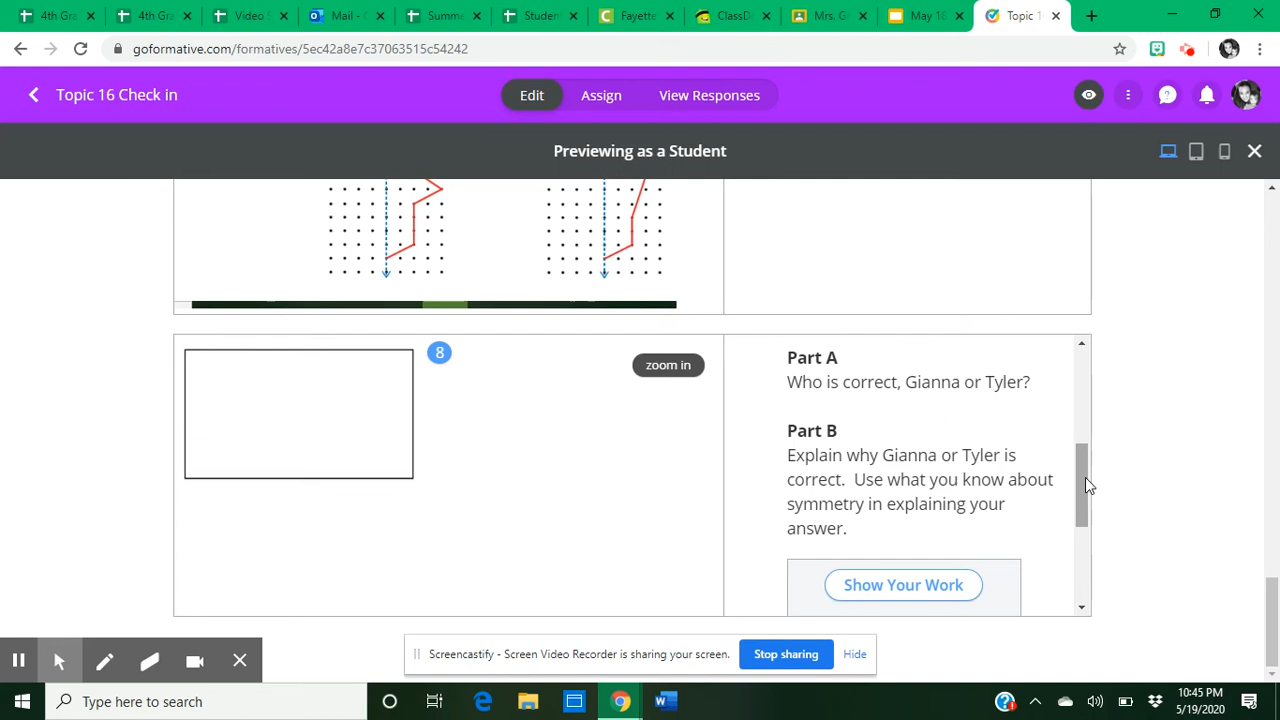 4th Gra
4th Gra
Video S
Mail - C
Summe
Studen
Fayette
ClassD
Mrs. G
May 18
Topic 1
goformative.com/formatives/5ec42a8e7c37063515c54242
Topic 16 Check in
Edit
Assign
View Responses
Previewing as a Student
8
zoom in
Part A
Who is correct, Gianna or Tyler?
Part B
Explain why Gianna or Tyler is
correct. Use what you know about
symmetry in explaining your
answer.
Show Your Work
Screencastify - Screen Video Recorder is sharing your screen.
Stop sharing
Hide
Type here to search
10:45 PM
5/19/2020